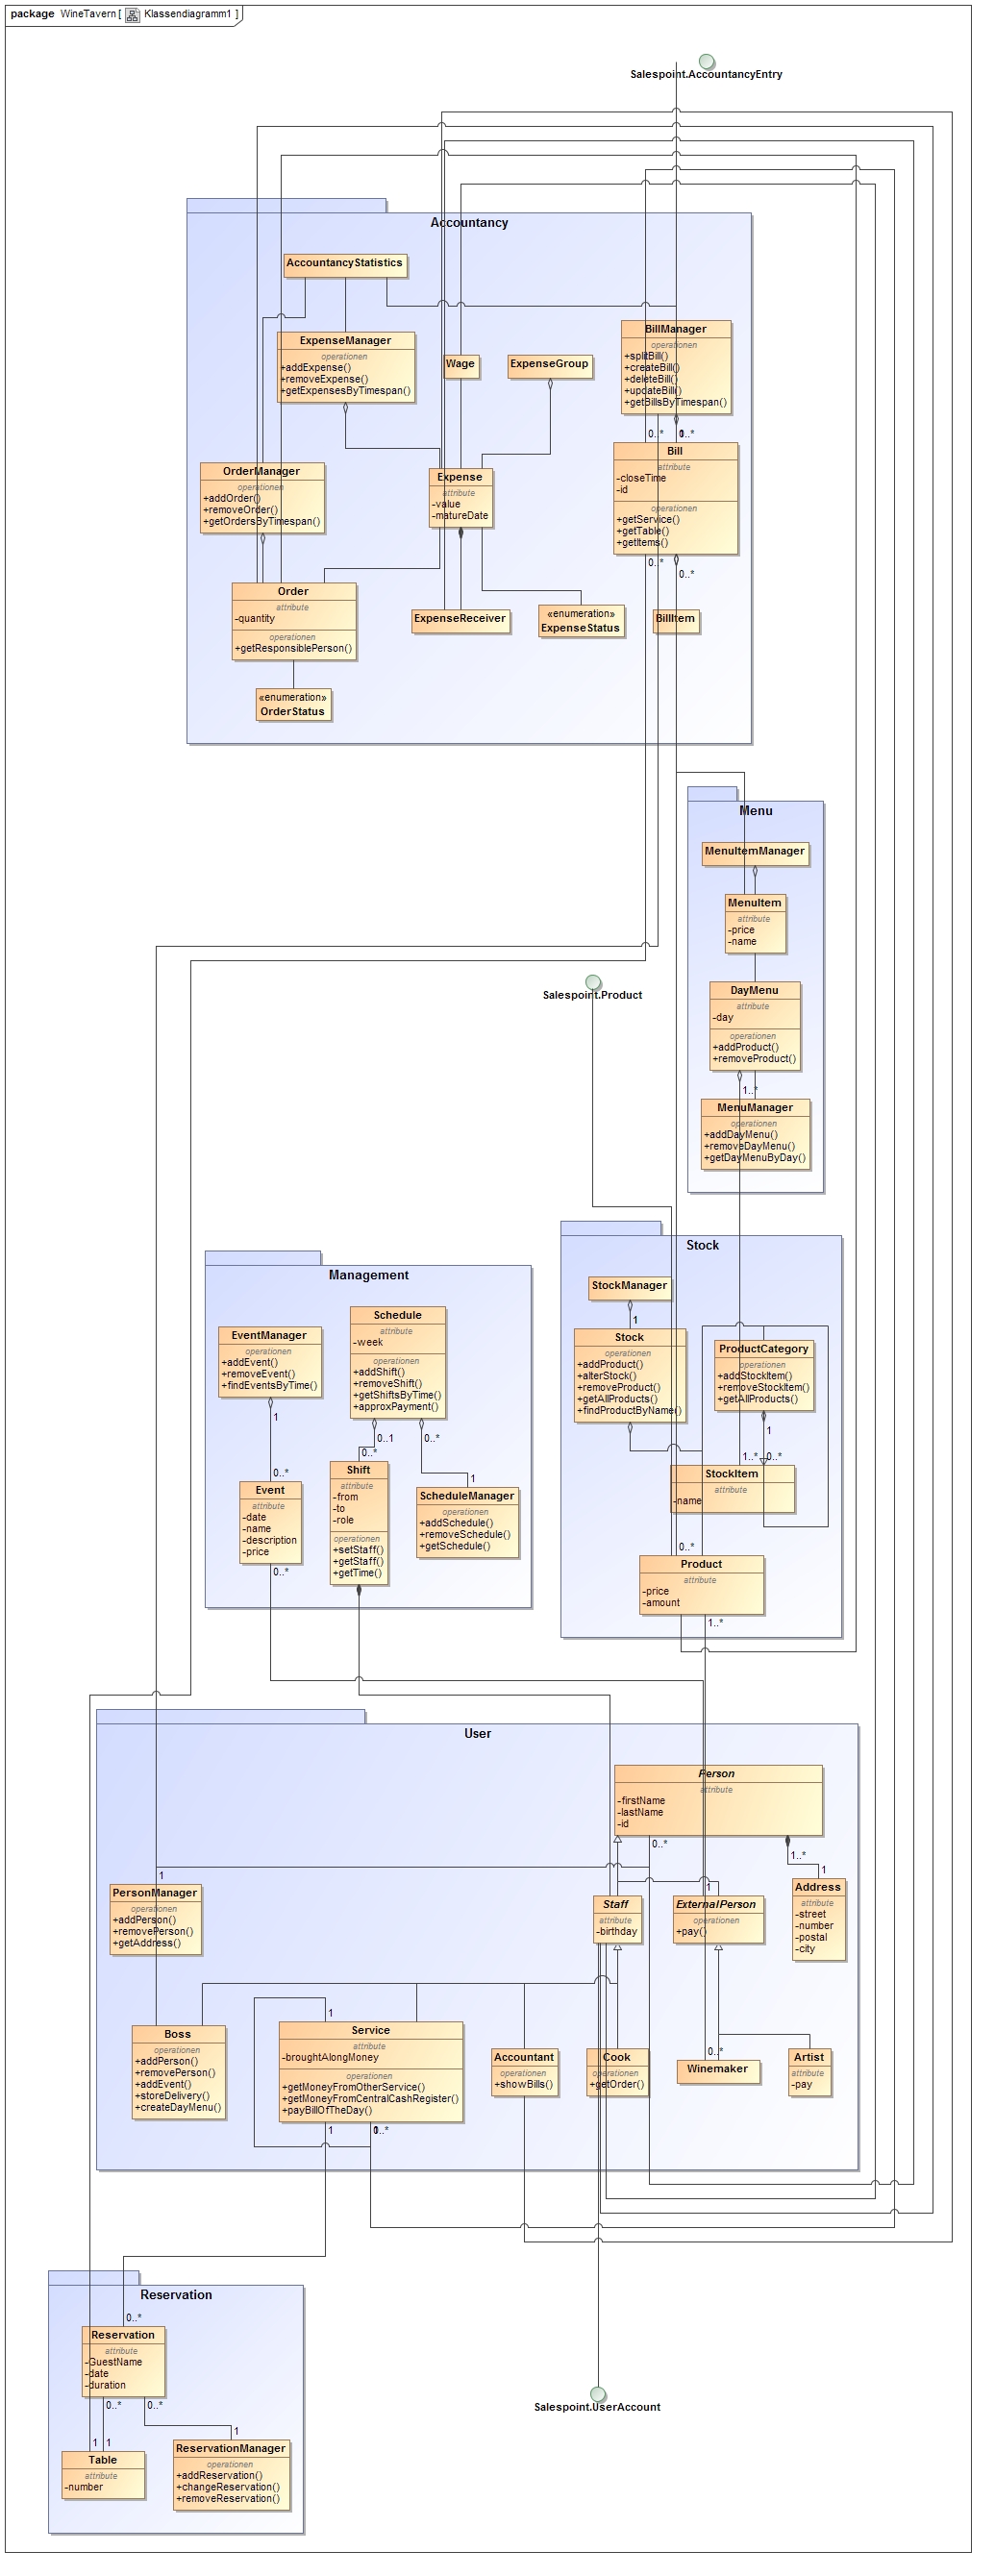 package WineTavern [ Klassendiagramm1 ]
Salespoint.AccountancyEntry
Accountancy
AccountancyStatistics
ExpenseManager
operationen
+addExpense()
+removeExpense()
+getExpensesByTimespan()
Wage
ExpenseGroup
BillManager
operationen
+splitBill()
+createBill()
+deleteBill()
+updateBill()
+getBillsByTimespan()
0..*
0..*
Bill
attribute
-closeTime
-id
operationen
+getService()
+getTable()
+getItems()
0..*
0..*
OrderManager
operationen
+addOrder()
+removeOrder()
+getOrdersByTimespan()
Expense
attribute
-value
-matureDate
Order
attribute
-quantity
operationen
+getResponsiblePerson()
ExpenseReceiver
«enumeration»
ExpenseStatus
BillItem
«enumeration»
OrderStatus
Menu
MenuItemManager
MenuItem
attribute
-price
-name
DayMenu
attribute
-day
operationen
+addProduct()
+removeProduct()
1..*
MenuManager
operationen
+addDayMenu()
+removeDayMenu()
+getDayMenuByDay()
Salespoint.Product
Stock
StockManager
1
Stock
operationen
+addProduct()
+alterStock()
+removeProduct()
+getAllProducts()
+findProductByName()
ProductCategory
operationen
+addStockItem()
+removeStockItem()
+getAllProducts()
1
1..*
0..*
StockItem
attribute
-name
0..*
Product
attribute
-price
-amount
1..*
Management
EventManager
operationen
+addEvent()
+removeEvent()
+findEventsByTime()
1
0..*
Schedule
attribute
-week
operationen
+addShift()
+removeShift()
+getShiftsByTime()
+approxPayment()
0..1
0..*
0..*
1
Event
attribute
-date
-name
-description
-price
0..*
Shift
attribute
-from
-to
-role
operationen
+setStaff()
+getStaff()
+getTime()
ScheduleManager
operationen
+addSchedule()
+removeSchedule()
+getSchedule()
User
Person
attribute
-firstName
-lastName
-id
0..*
1..*
1
1
1
PersonManager
operationen
+addPerson()
+removePerson()
+getAddress()
Staff
attribute
-birthday
ExternalPerson
operationen
+pay()
Address
attribute
-street
-number
-postal
-city
Boss
operationen
+addPerson()
+removePerson()
+addEvent()
+storeDelivery()
+createDayMenu()
1
Service
attribute
-broughtAlongMoney
operationen
+getMoneyFromOtherService()
+getMoneyFromCentralCashRegister()
+payBillOfTheDay()
1
0..*
Accountant
operationen
+showBills()
Cook
operationen
+getOrder()
0..*
Winemaker
Artist
attribute
-pay
Reservation
0..*
Reservation
attribute
-GuestName
-date
-duration
0..*
0..*
1
1
1
Table
attribute
-number
ReservationManager
operationen
+addReservation()
+changeReservation()
+removeReservation()
Salespoint.UserAccount